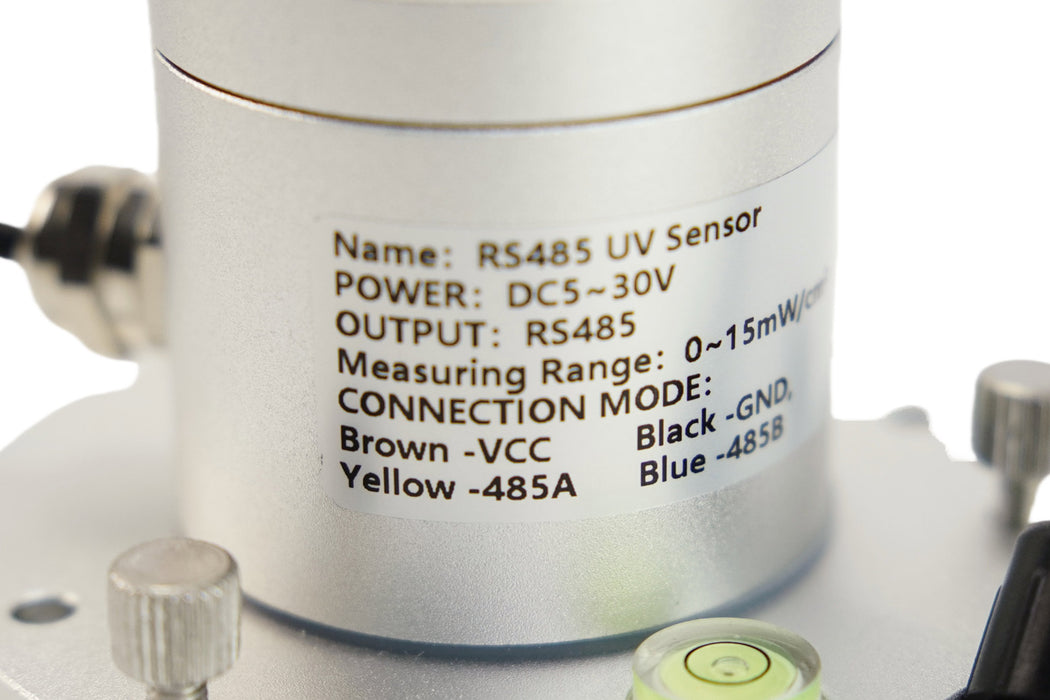 Name: RS485 UV Sensor
POWER: DC5~30V
OUTPUT: RS485
Measuring Range: 0~15mW/cm²
CONNECTION MODE:
Brown -VCC Black -GND,
Yellow -485A Blue -485B